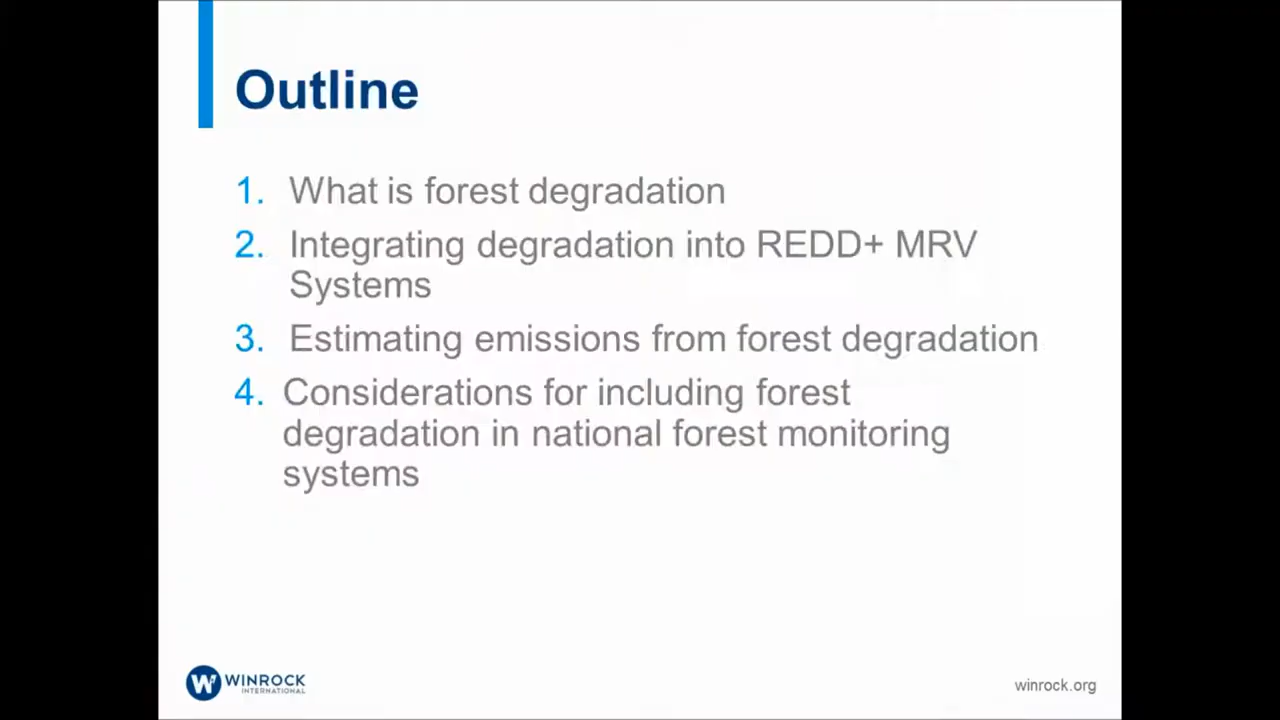 Outline
1. What is forest degradation
2. Integrating degradation into REDD+ MRV
Systems
3. Estimating emissions from forest degradation
4. Considerations for including forest
degradation in national forest monitoring
systems
W WINROCK
INTERNATIONAL
winrock.org